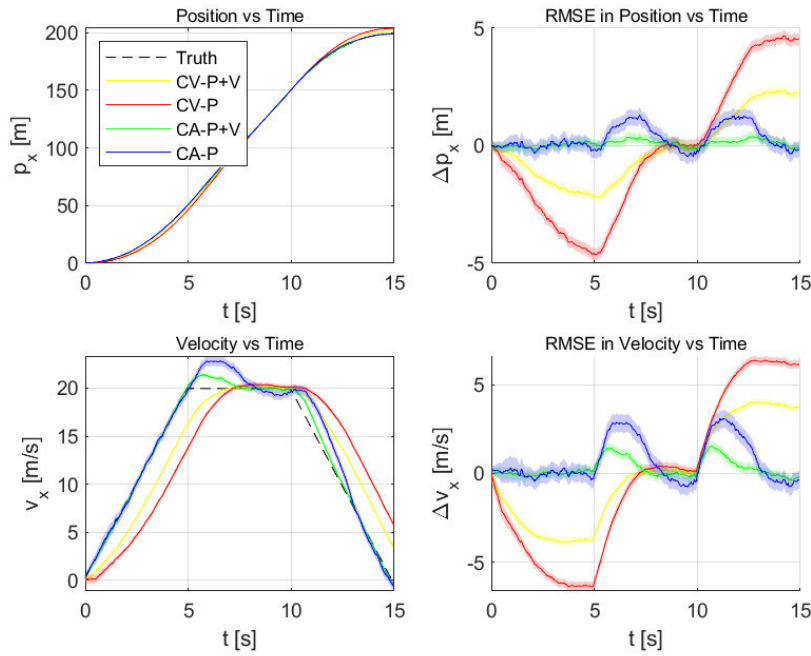 Position vs Time
p_x [m]
200
150
100
50
0
Truth
CV-P+V
CV-P
CA-P+V
CA-P
0 5 10 15
t [s]
RMSE in Position vs Time
Δp_x [m]
5
0
-5
0 5 10 15
t [s]
Velocity vs Time
v_x [m/s]
20
15
10
5
0
0 5 10 15
t [s]
RMSE in Velocity vs Time
Δv_x [m/s]
5
0
-5
0 5 10 15
t [s]